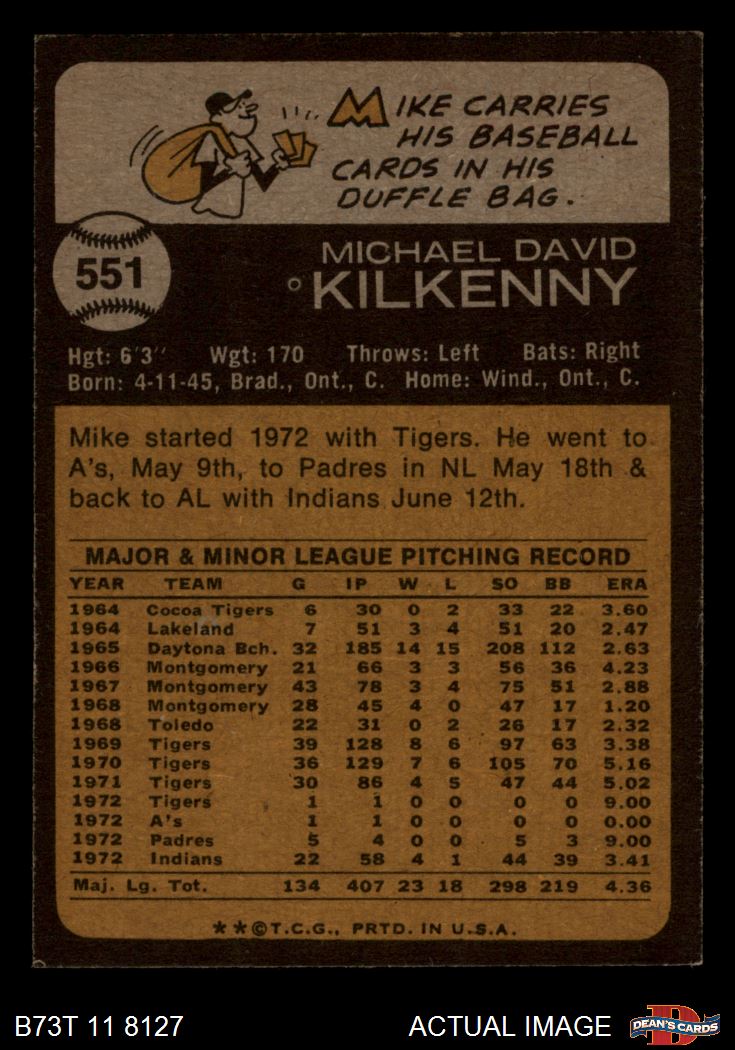 MIKE CARRIES
HIS BASEBALL
CARDS IN HIS
DUFFLE BAG.
551
MICHAEL DAVID
KILKENNY
Hgt: 6'3" Wgt: 170 Throws: Left Bats: Right
Born: 4-11-45, Brad., Ont., C. Home: Wind., Ont., C.
Mike started 1972 with Tigers. He went to
A's, May 9th, to Padres in NL May 18th &
back to AL with Indians June 12th.
MAJOR & MINOR LEAGUE PITCHING RECORD
YEAR TEAM G IP W L SO BB ERA
1964 Cocoa Tigers 6 30 0 2 33 22 3.60
1964 Lakeland 7 51 3 4 51 20 2.47
1965 Daytona Bch. 32 185 14 15 208 112 2.63
1966 Montgomery 21 66 3 3 56 36 4.23
1967 Montgomery 43 78 3 4 75 51 2.88
1968 Montgomery 28 45 4 0 47 17 1.20
1968 Toledo 22 31 0 2 26 17 2.32
1969 Tigers 39 128 8 6 97 63 3.38
1970 Tigers 36 129 7 6 105 70 5.16
1971 Tigers 30 86 4 5 47 44 5.02
1972 Tigers 1 1 0 0 0 0 9.00
1972 A's 1 1 0 0 0 0 0.00
1972 Padres 5 4 0 0 5 3 9.00
1972 Indians 22 58 4 1 44 39 3.41
Maj. Lg. Tot. 134 407 23 18 298 219 4.36
**©T.C.G., PRTD. IN U.S.A.
B73T 11 8127 ACTUAL IMAGE
DEAN'S CARDS